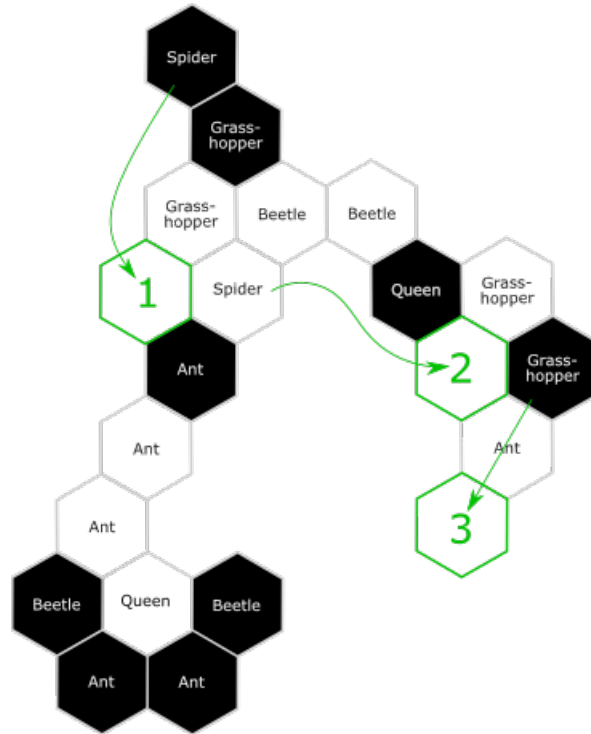 Spider
Grass-
hopper
Grass-
hopper
Beetle
Beetle
1
Spider
Queen
Grass-
hopper
Ant
2
Grass-
hopper
Ant
Ant
3
Ant
Beetle
Queen
Beetle
Ant
Ant